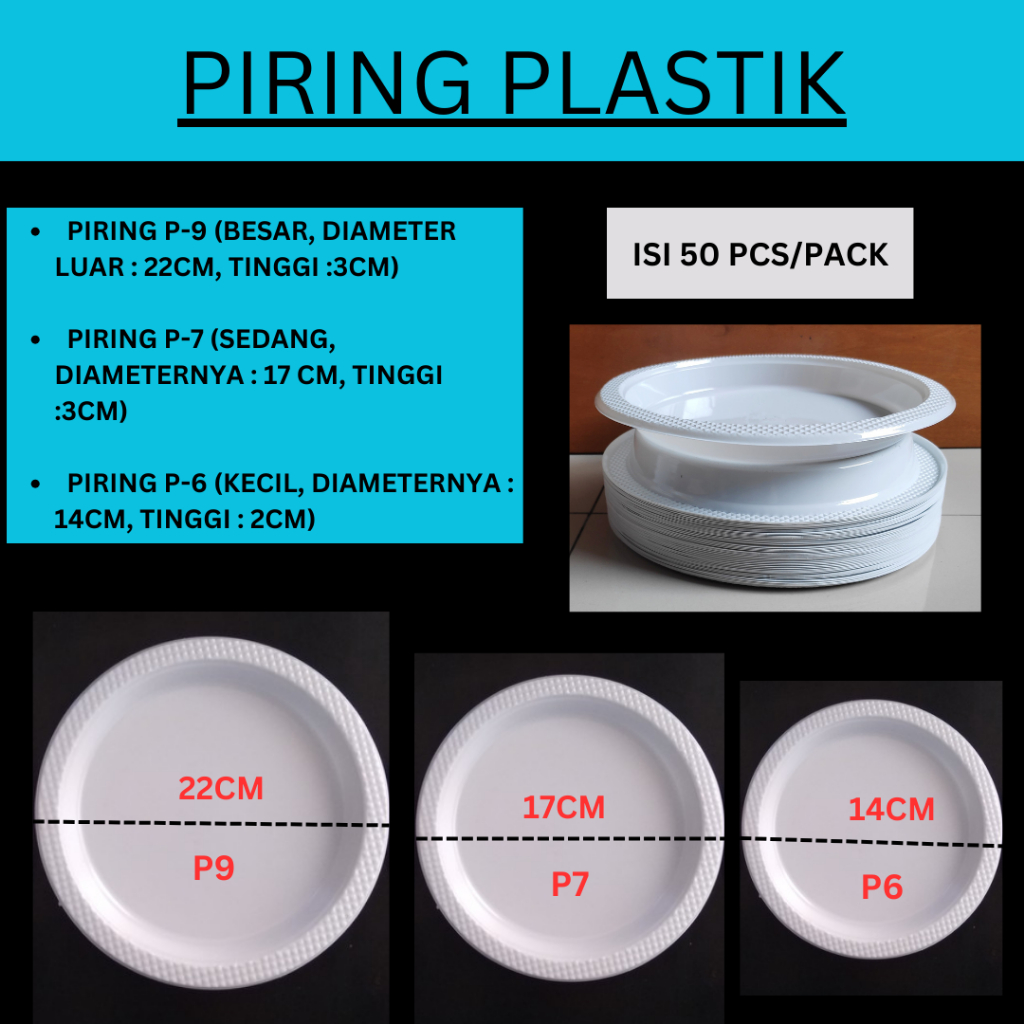 PIRING PLASTIK
• PIRING P-9 (BESAR, DIAMETER
LUAR : 22CM, TINGGI :3CM)
• PIRING P-7 (SEDANG,
DIAMETERNYA : 17 CM, TINGGI
:3CM)
• PIRING P-6 (KECIL, DIAMETERNYA :
14CM, TINGGI : 2CM)
ISI 50 PCS/PACK
22CM
P9
17CM
P7
14CM
P6